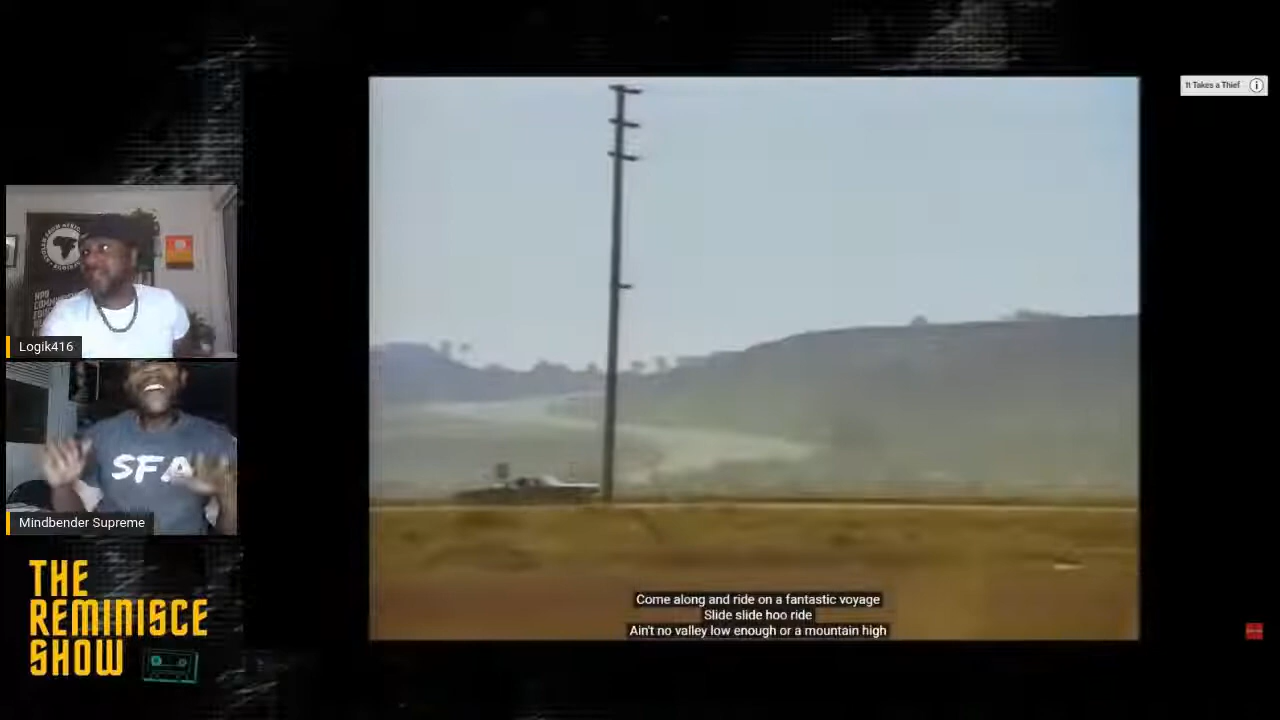 It Takes a Thief
Logik416
SFA
Mindbender Supreme
THE
REMINISCE
SHOW
Come along and ride on a fantastic voyage
Slide slide hoo ride
Ain't no valley low enough or a mountain high